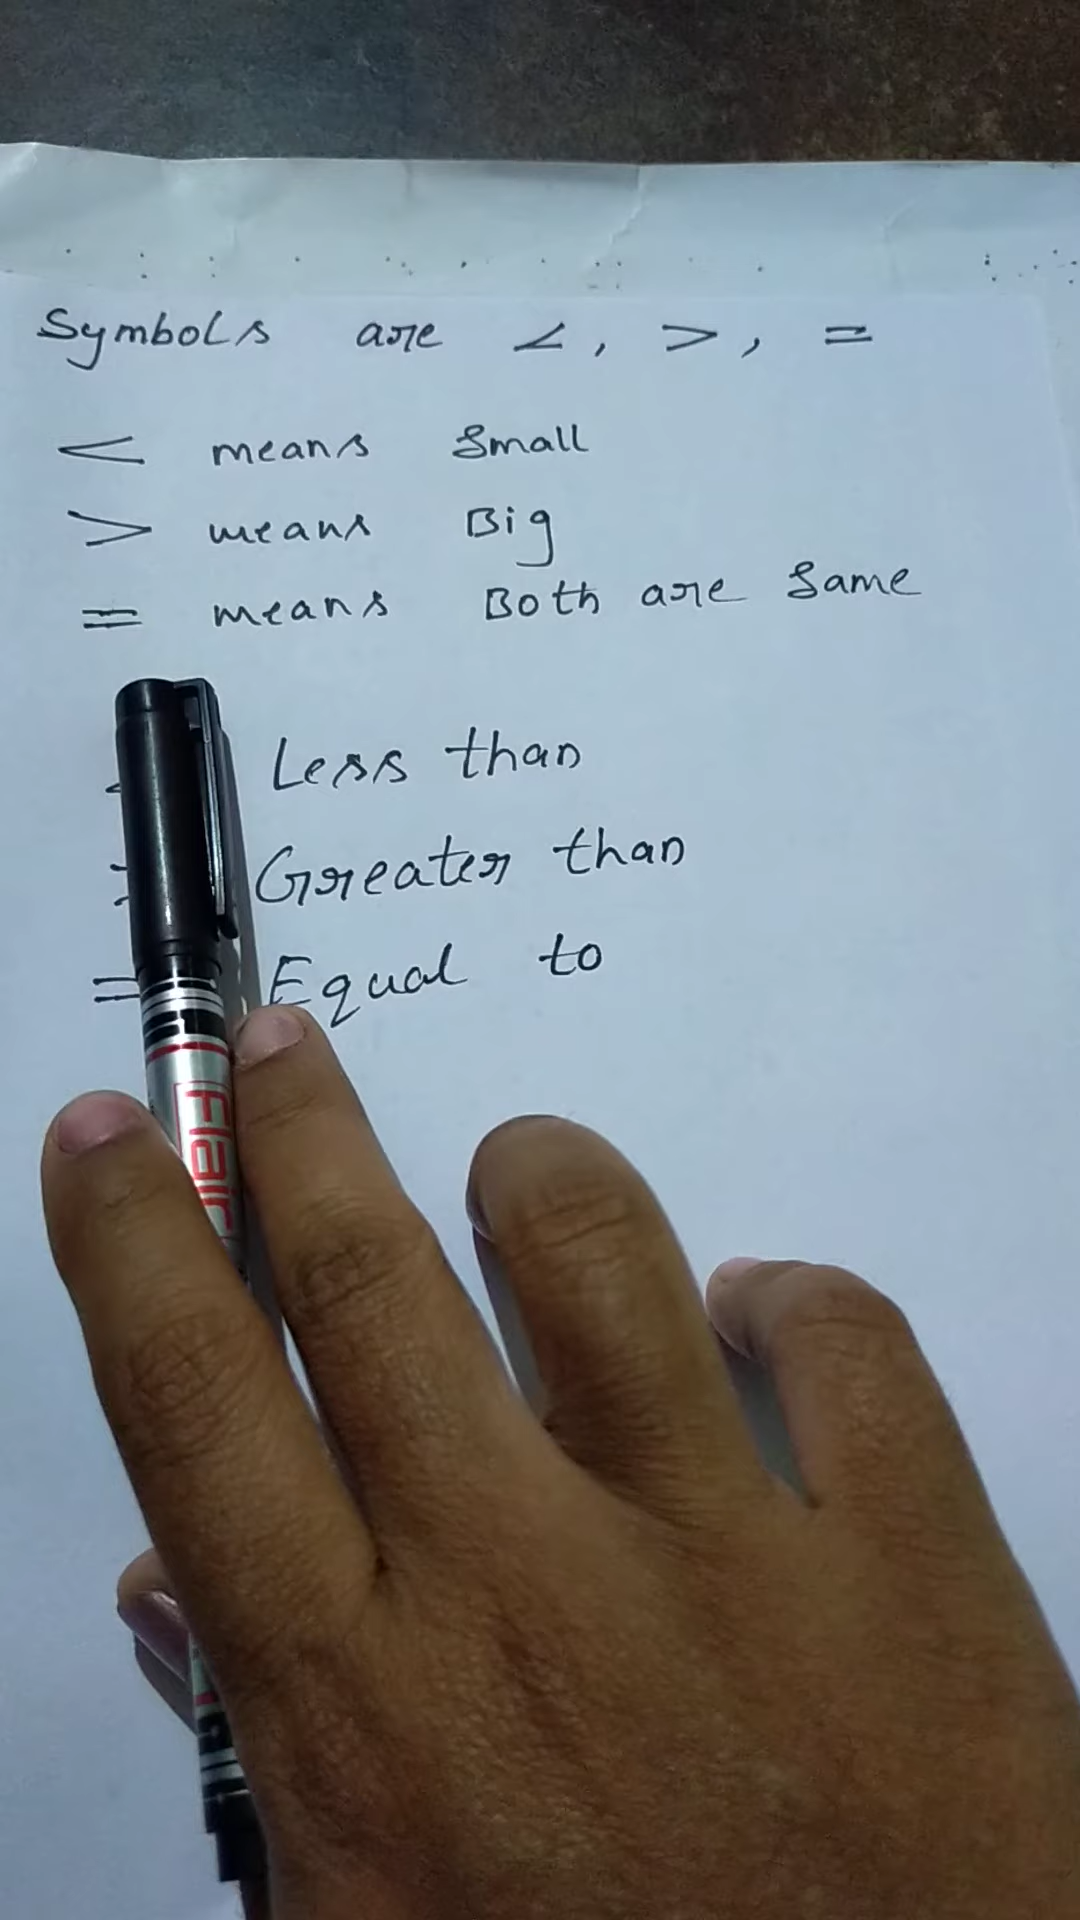 Symbols are <, >, =
< means Small
> means Big
= means Both are Same
Less than
Greater than
= Equal to
Flair